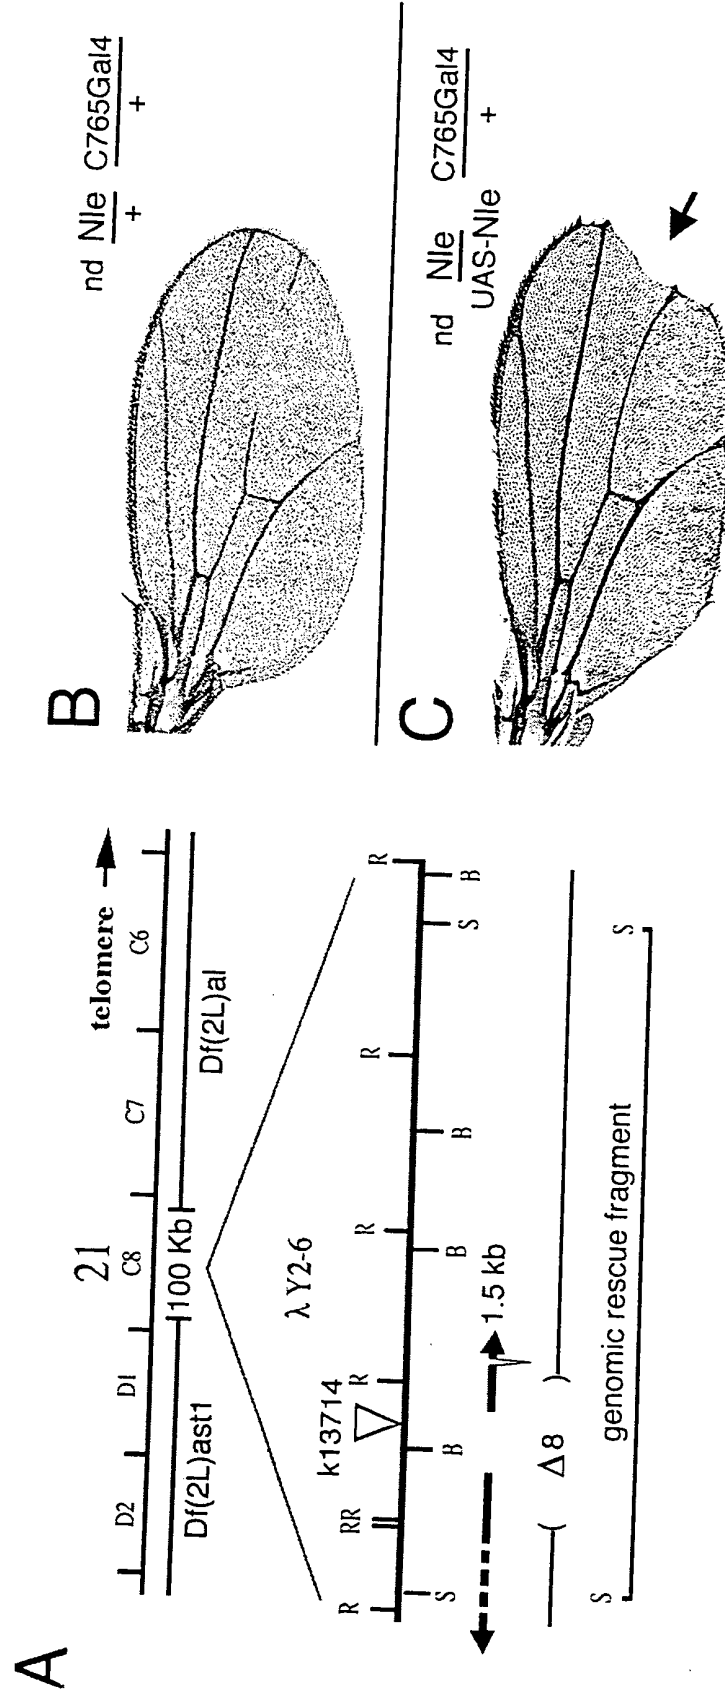 A
telomere
21
D2 D1 C8 C7 C6
100 Kb
Df(2L)ast1 Df(2L)al
λ Y2-6
k13714
R RR R R R R
S B B B S B
1.5 kb
( Δ8 )
S S
genomic rescue fragment
B
nd Nle C765Gal4
+ +
C
nd Nle C765Gal4
UAS-Nle +